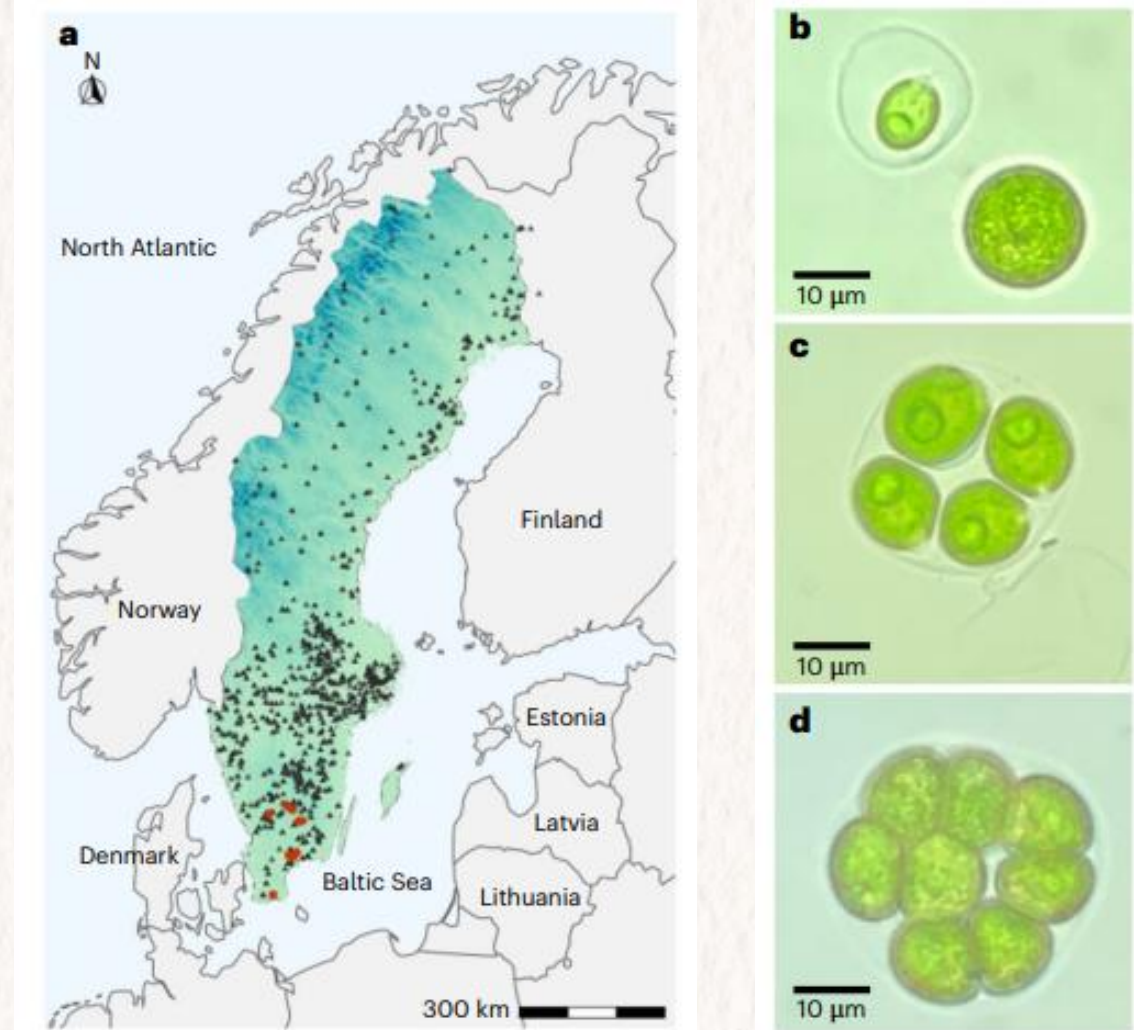 a
N
North Atlantic
Finland
Norway
Estonia
Latvia
Denmark
Baltic Sea
Lithuania
300 km
b
10 µm
c
10 µm
d
10 µm